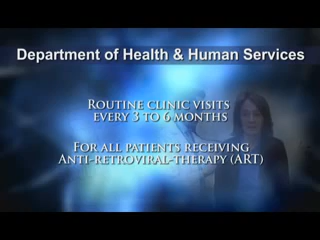 Department of Health & Human Services
Routine clinic visits
every 3 to 6 months
For all patients receiving
Anti-retroviral-therapy (ART)